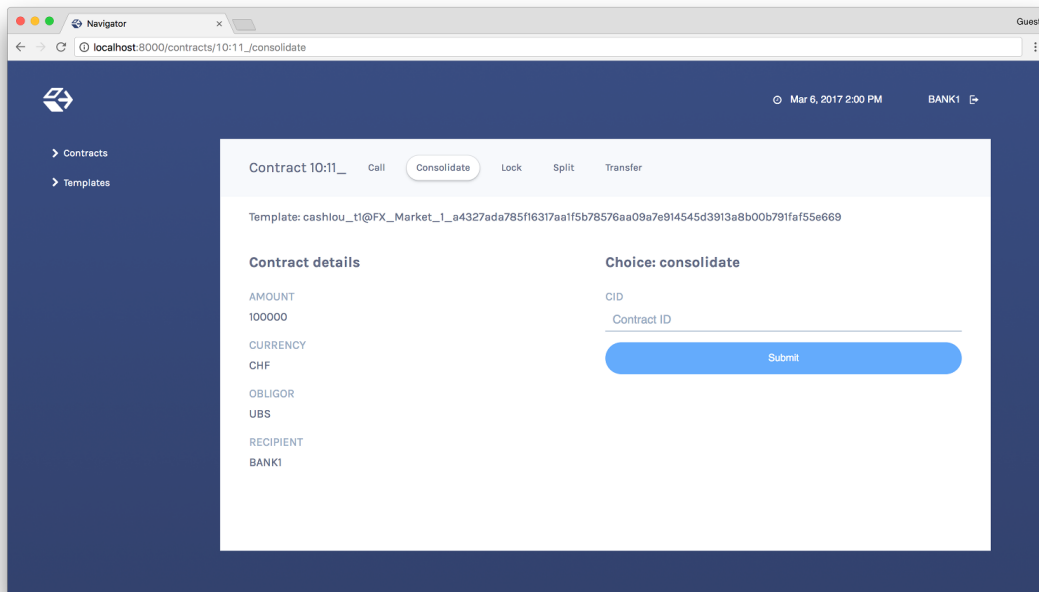 Navigator
Guest
localhost:8000/contracts/10:11_/consolidate
Mar 6, 2017 2:00 PM BANK1
Contracts
Templates
Contract 10:11_ Call Consolidate Lock Split Transfer
Template: cashIou_t1@FX_Market_1_a4327ada785f16317aa1f5b78576aa09a7e914545d3913a8b00b791faf55e669
Contract details
AMOUNT
100000
CURRENCY
CHF
OBLIGOR
UBS
RECIPIENT
BANK1
Choice: consolidate
CID
Contract ID
Submit